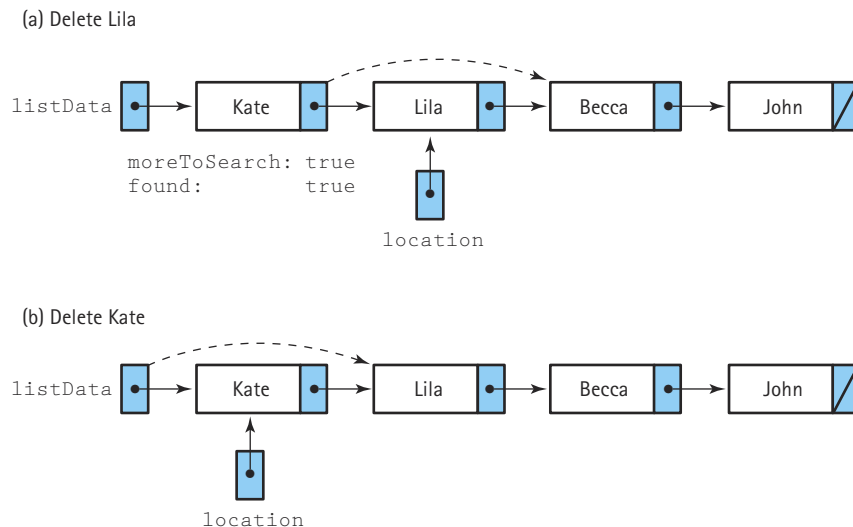 (a) Delete Lila
listData Kate Lila Becca John
moreToSearch: true
found: true
location
(b) Delete Kate
listData Kate Lila Becca John
location